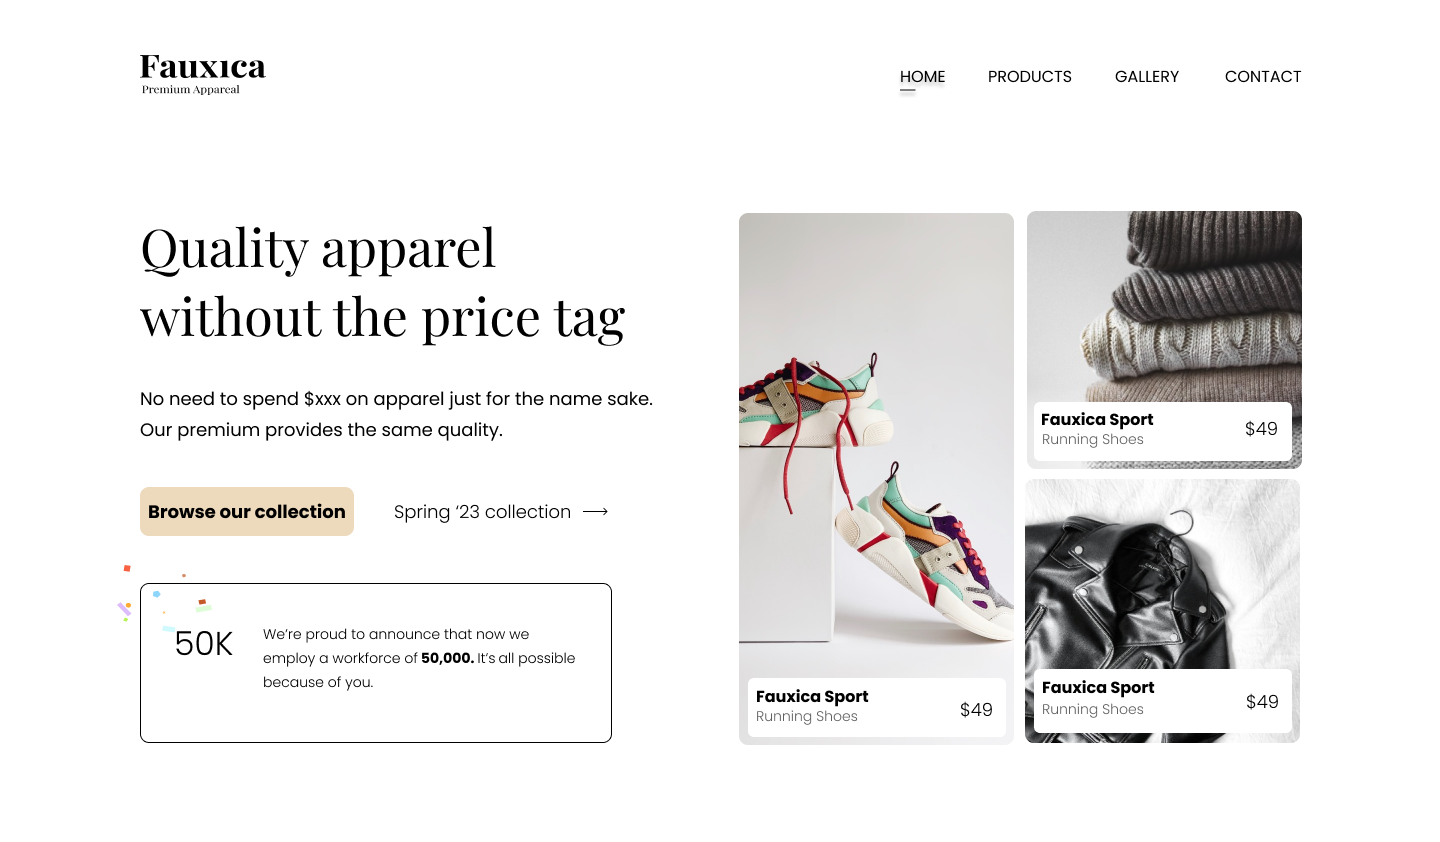 Fauxıca
Premium Appareal
HOME
PRODUCTS
GALLERY
CONTACT
Quality apparel
without the price tag
No need to spend $xxx on apparel just for the name sake.
Our premium provides the same quality.
Browse our collection
Spring ‘23 collection
50K
We’re proud to announce that now we
employ a workforce of 50,000. It’s all possible
because of you.
Fauxica Sport
Running Shoes
$49
Fauxica Sport
Running Shoes
$49
Fauxica Sport
Running Shoes
$49